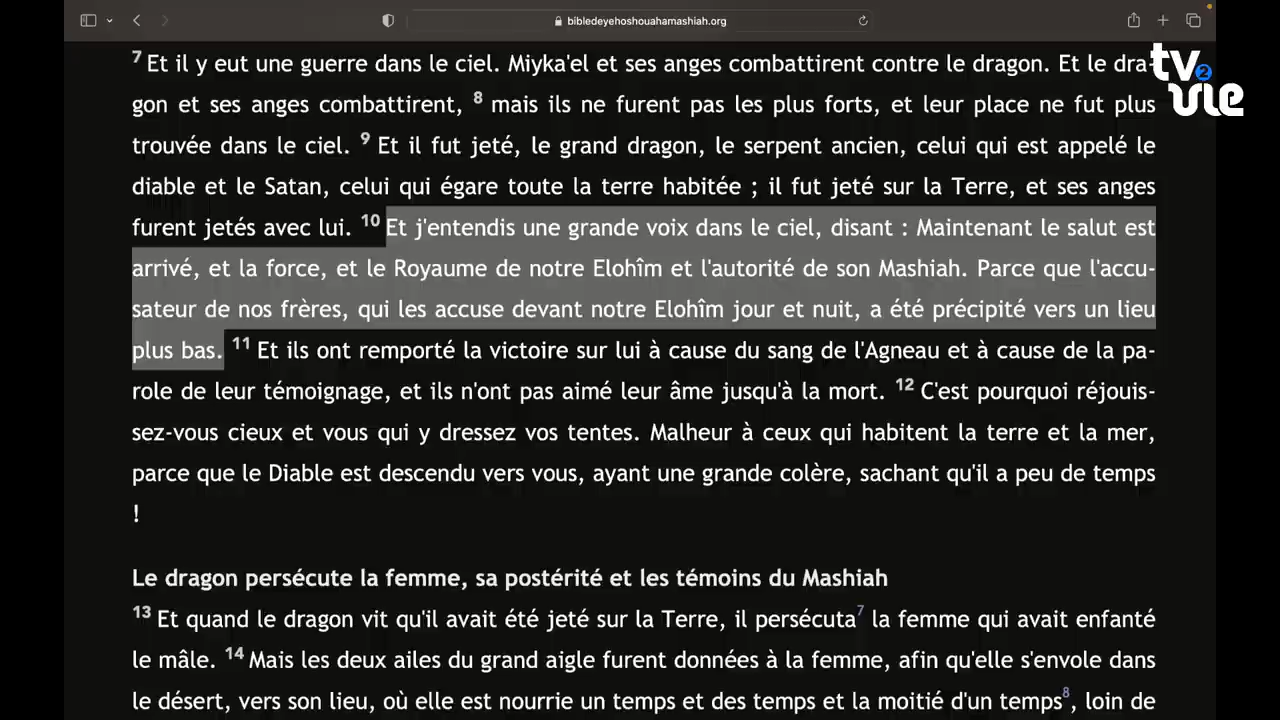 bibledeyehoshouahamashiah.org
tv2vie
7 Et il y eut une guerre dans le ciel. Miyka'el et ses anges combattirent contre le dragon. Et le dra-
gon et ses anges combattirent, 8 mais ils ne furent pas les plus forts, et leur place ne fut plus
trouvée dans le ciel. 9 Et il fut jeté, le grand dragon, le serpent ancien, celui qui est appelé le
diable et le Satan, celui qui égare toute la terre habitée ; il fut jeté sur la Terre, et ses anges
furent jetés avec lui. 10 Et j'entendis une grande voix dans le ciel, disant : Maintenant le salut est
arrivé, et la force, et le Royaume de notre Elohîm et l'autorité de son Mashiah. Parce que l'accu-
sateur de nos frères, qui les accuse devant notre Elohîm jour et nuit, a été précipité vers un lieu
plus bas. 11 Et ils ont remporté la victoire sur lui à cause du sang de l'Agneau et à cause de la pa-
role de leur témoignage, et ils n'ont pas aimé leur âme jusqu'à la mort. 12 C'est pourquoi réjouis-
sez-vous cieux et vous qui y dressez vos tentes. Malheur à ceux qui habitent la terre et la mer,
parce que le Diable est descendu vers vous, ayant une grande colère, sachant qu'il a peu de temps
!
Le dragon persécute la femme, sa postérité et les témoins du Mashiah
13 Et quand le dragon vit qu'il avait été jeté sur la Terre, il persécuta7 la femme qui avait enfanté
le mâle. 14 Mais les deux ailes du grand aigle furent données à la femme, afin qu'elle s'envole dans
le désert, vers son lieu, où elle est nourrie un temps et des temps et la moitié d'un temps8, loin de